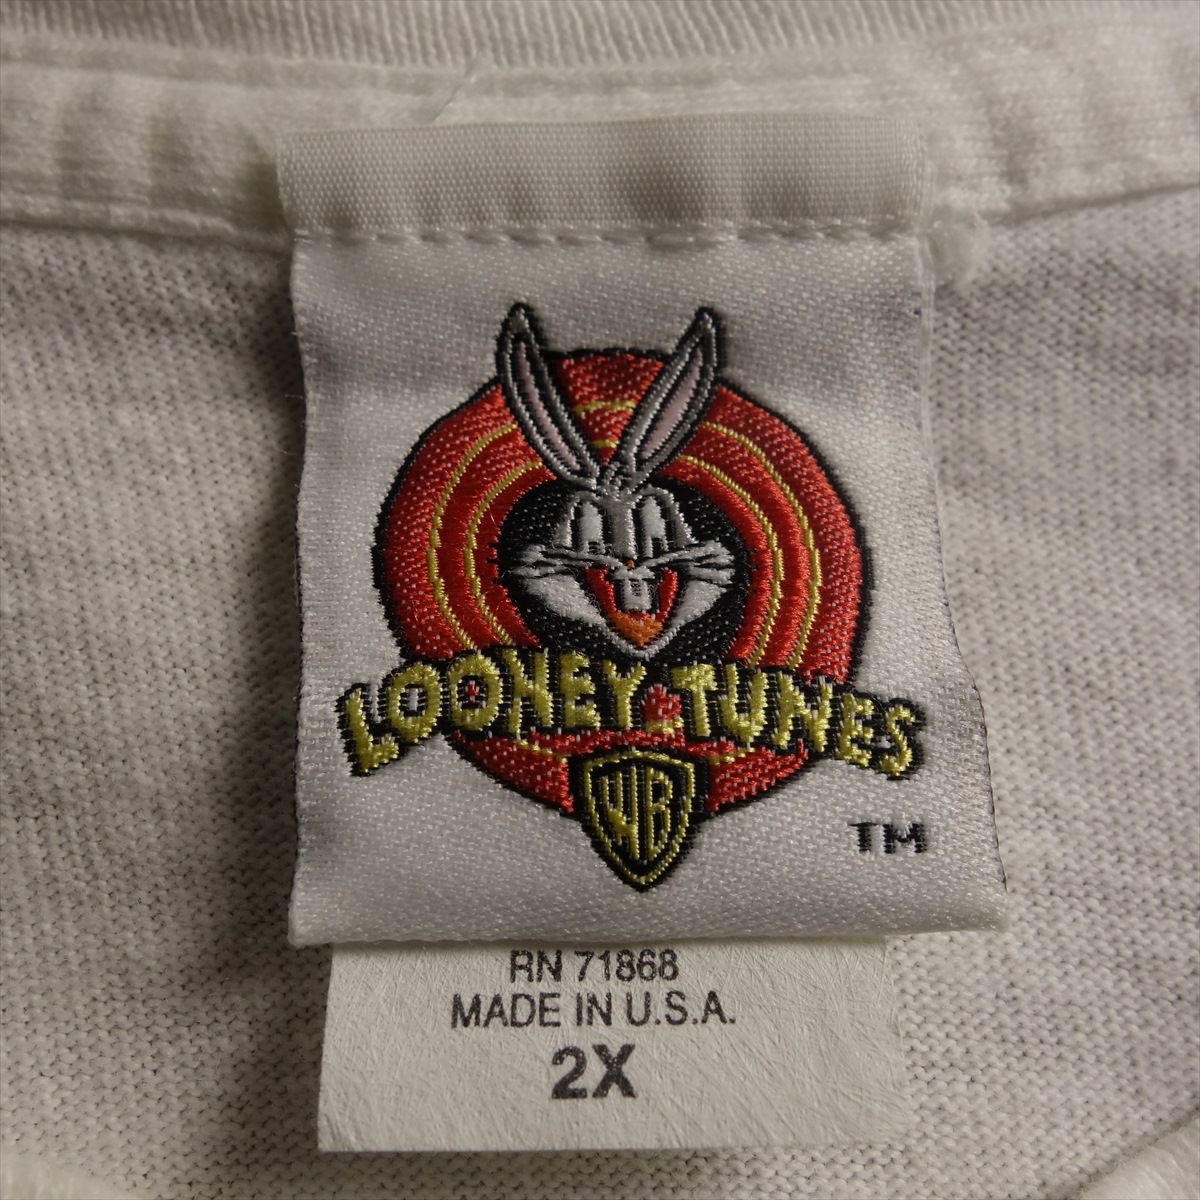 LOONEY TUNES
WB
TM
RN 71868
MADE IN U.S.A.
2X